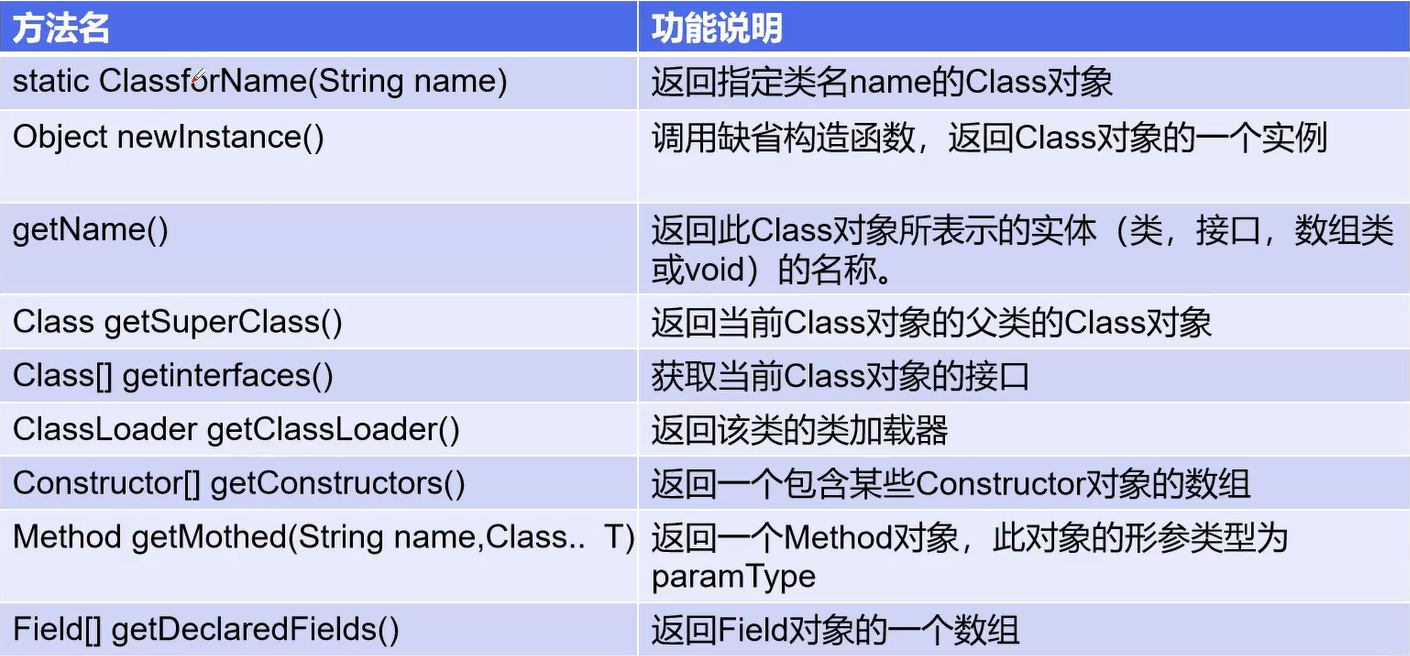 方法名
功能说明
static ClassforName(String name)
返回指定类名name的Class对象
Object newInstance()
调用缺省构造函数，返回Class对象的一个实例
getName()
返回此Class对象所表示的实体（类，接口，数组类
或void）的名称。
Class getSuperClass()
返回当前Class对象的父类的Class对象
Class[] getinterfaces()
获取当前Class对象的接口
ClassLoader getClassLoader()
返回该类的类加载器
Constructor[] getConstructors()
返回一个包含某些Constructor对象的数组
Method getMothed(String name,Class.. T)
返回一个Method对象，此对象的形参类型为
paramType
Field[] getDeclaredFields()
返回Field对象的一个数组